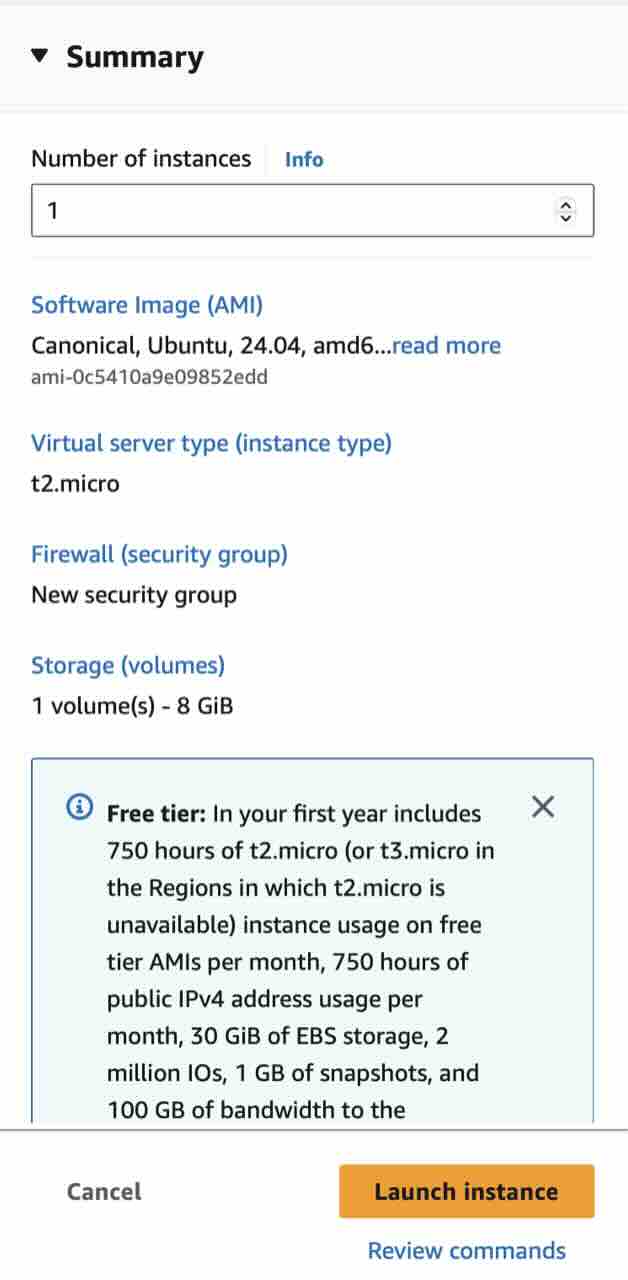 Summary
Number of instances Info
1
Software Image (AMI)
Canonical, Ubuntu, 24.04, amd6...read more
ami-0c5410a9e09852edd
Virtual server type (instance type)
t2.micro
Firewall (security group)
New security group
Storage (volumes)
1 volume(s) - 8 GiB
Free tier: In your first year includes
750 hours of t2.micro (or t3.micro in
the Regions in which t2.micro is
unavailable) instance usage on free
tier AMIs per month, 750 hours of
public IPv4 address usage per
month, 30 GiB of EBS storage, 2
million IOs, 1 GB of snapshots, and
100 GB of bandwidth to the
Cancel
Launch instance
Review commands